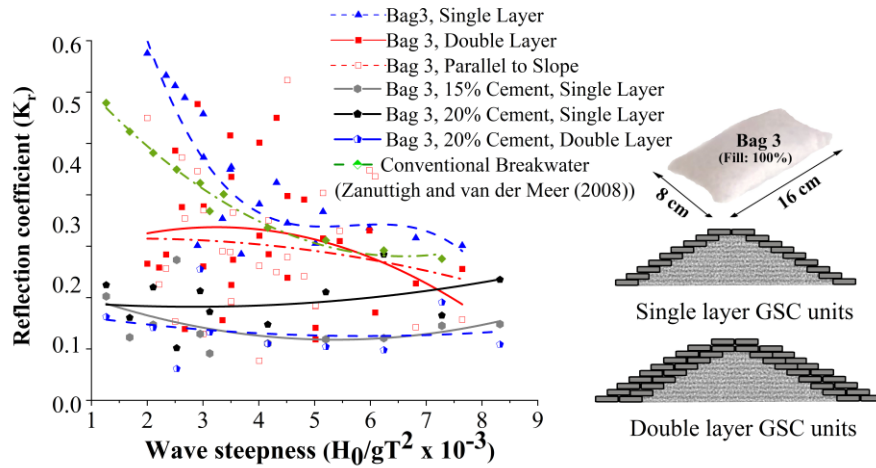 Bag3, Single Layer
Bag 3, Double Layer
Bag 3, Parallel to Slope
Bag 3, 15% Cement, Single Layer
Bag 3, 20% Cement, Single Layer
Bag 3, 20% Cement, Double Layer
Conventional Breakwater
(Zanuttigh and van der Meer (2008))
Reflection coefficient (Kr)
0.6
0.5
0.4
0.3
0.2
0.1
0.0
1 2 3 4 5 6 7 8 9
Wave steepness (H0/gT² x 10⁻³)
Bag 3
(Fill: 100%)
8 cm
16 cm
Single layer GSC units
Double layer GSC units